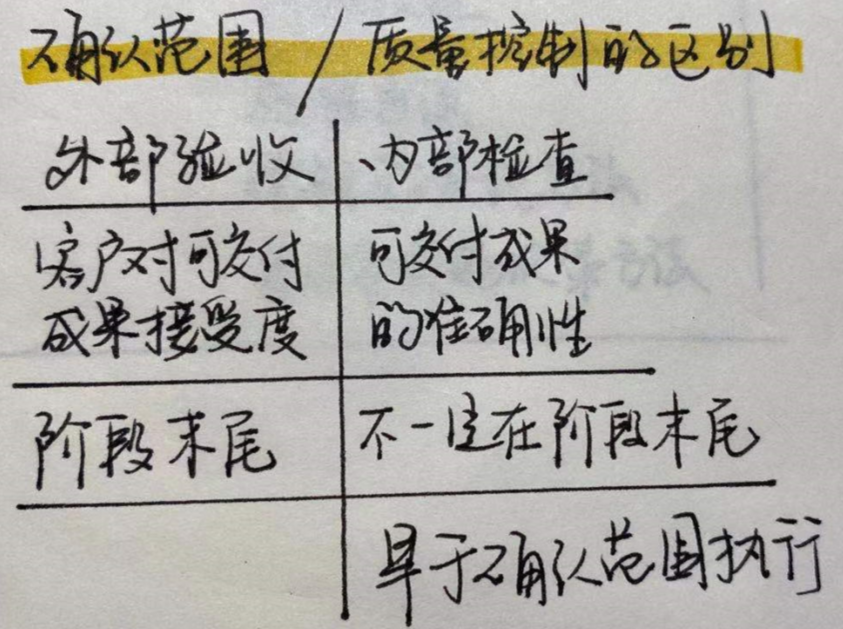 确认范围 / 质量控制的区别
外部验收 内部检查
客户对可交付 可交付成果
成果接受度 的准确性
阶段末尾 不一定在阶段末尾
早于确认范围执行